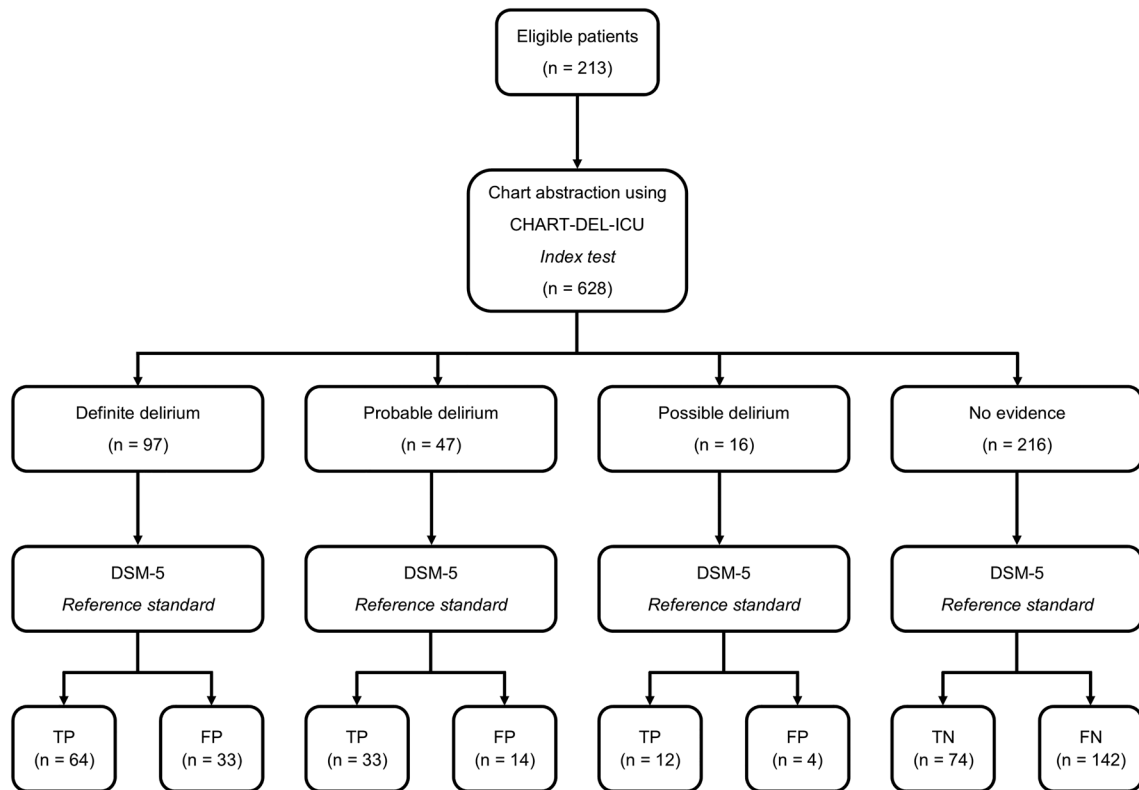 Eligible patients
(n = 213)
Chart abstraction using
CHART-DEL-ICU
Index test
(n = 628)
Definite delirium
(n = 97)
Probable delirium
(n = 47)
Possible delirium
(n = 16)
No evidence
(n = 216)
DSM-5
Reference standard
DSM-5
Reference standard
DSM-5
Reference standard
DSM-5
Reference standard
TP
(n = 64)
FP
(n = 33)
TP
(n = 33)
FP
(n = 14)
TP
(n = 12)
FP
(n = 4)
TN
(n = 74)
FN
(n = 142)